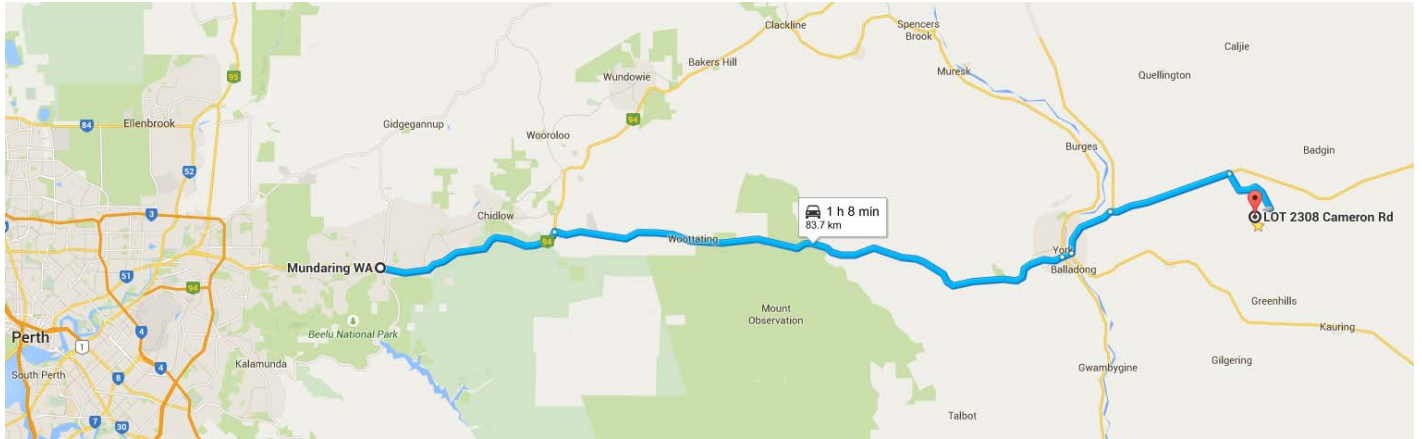 Clackline
Spencers
Brook
Caljie
95
Bakers Hill
Muresk
Quellington
Wundowie
84
Ellenbrook
Gidgegannup
94
Wooroloo
Burges
Badgin
52
3
Chidlow
1 h 8 min
83.7 km
LOT 2308 Cameron Rd
94
Woottating
York
Mundaring WA
Balladong
51
94
Greenhills
Mount
Observation
Kauring
Perth
1
4
Beelu National Park
Kalamunda
4
South Perth
8
Gwambygine
Gilgering
Talbot
7
30